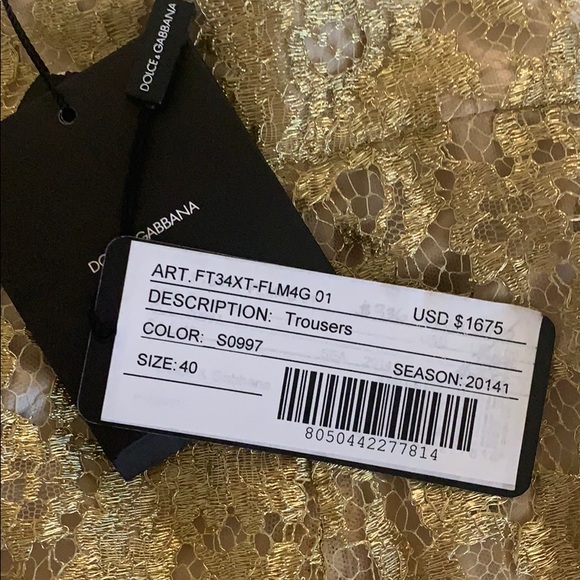 DOLCE & GABBANA
DOLCE & GABBANA
ART. FT34XT-FLM4G 01 USD $1675
DESCRIPTION: Trousers
COLOR: S0997
SIZE: 40 SEASON: 20141
8050442277814